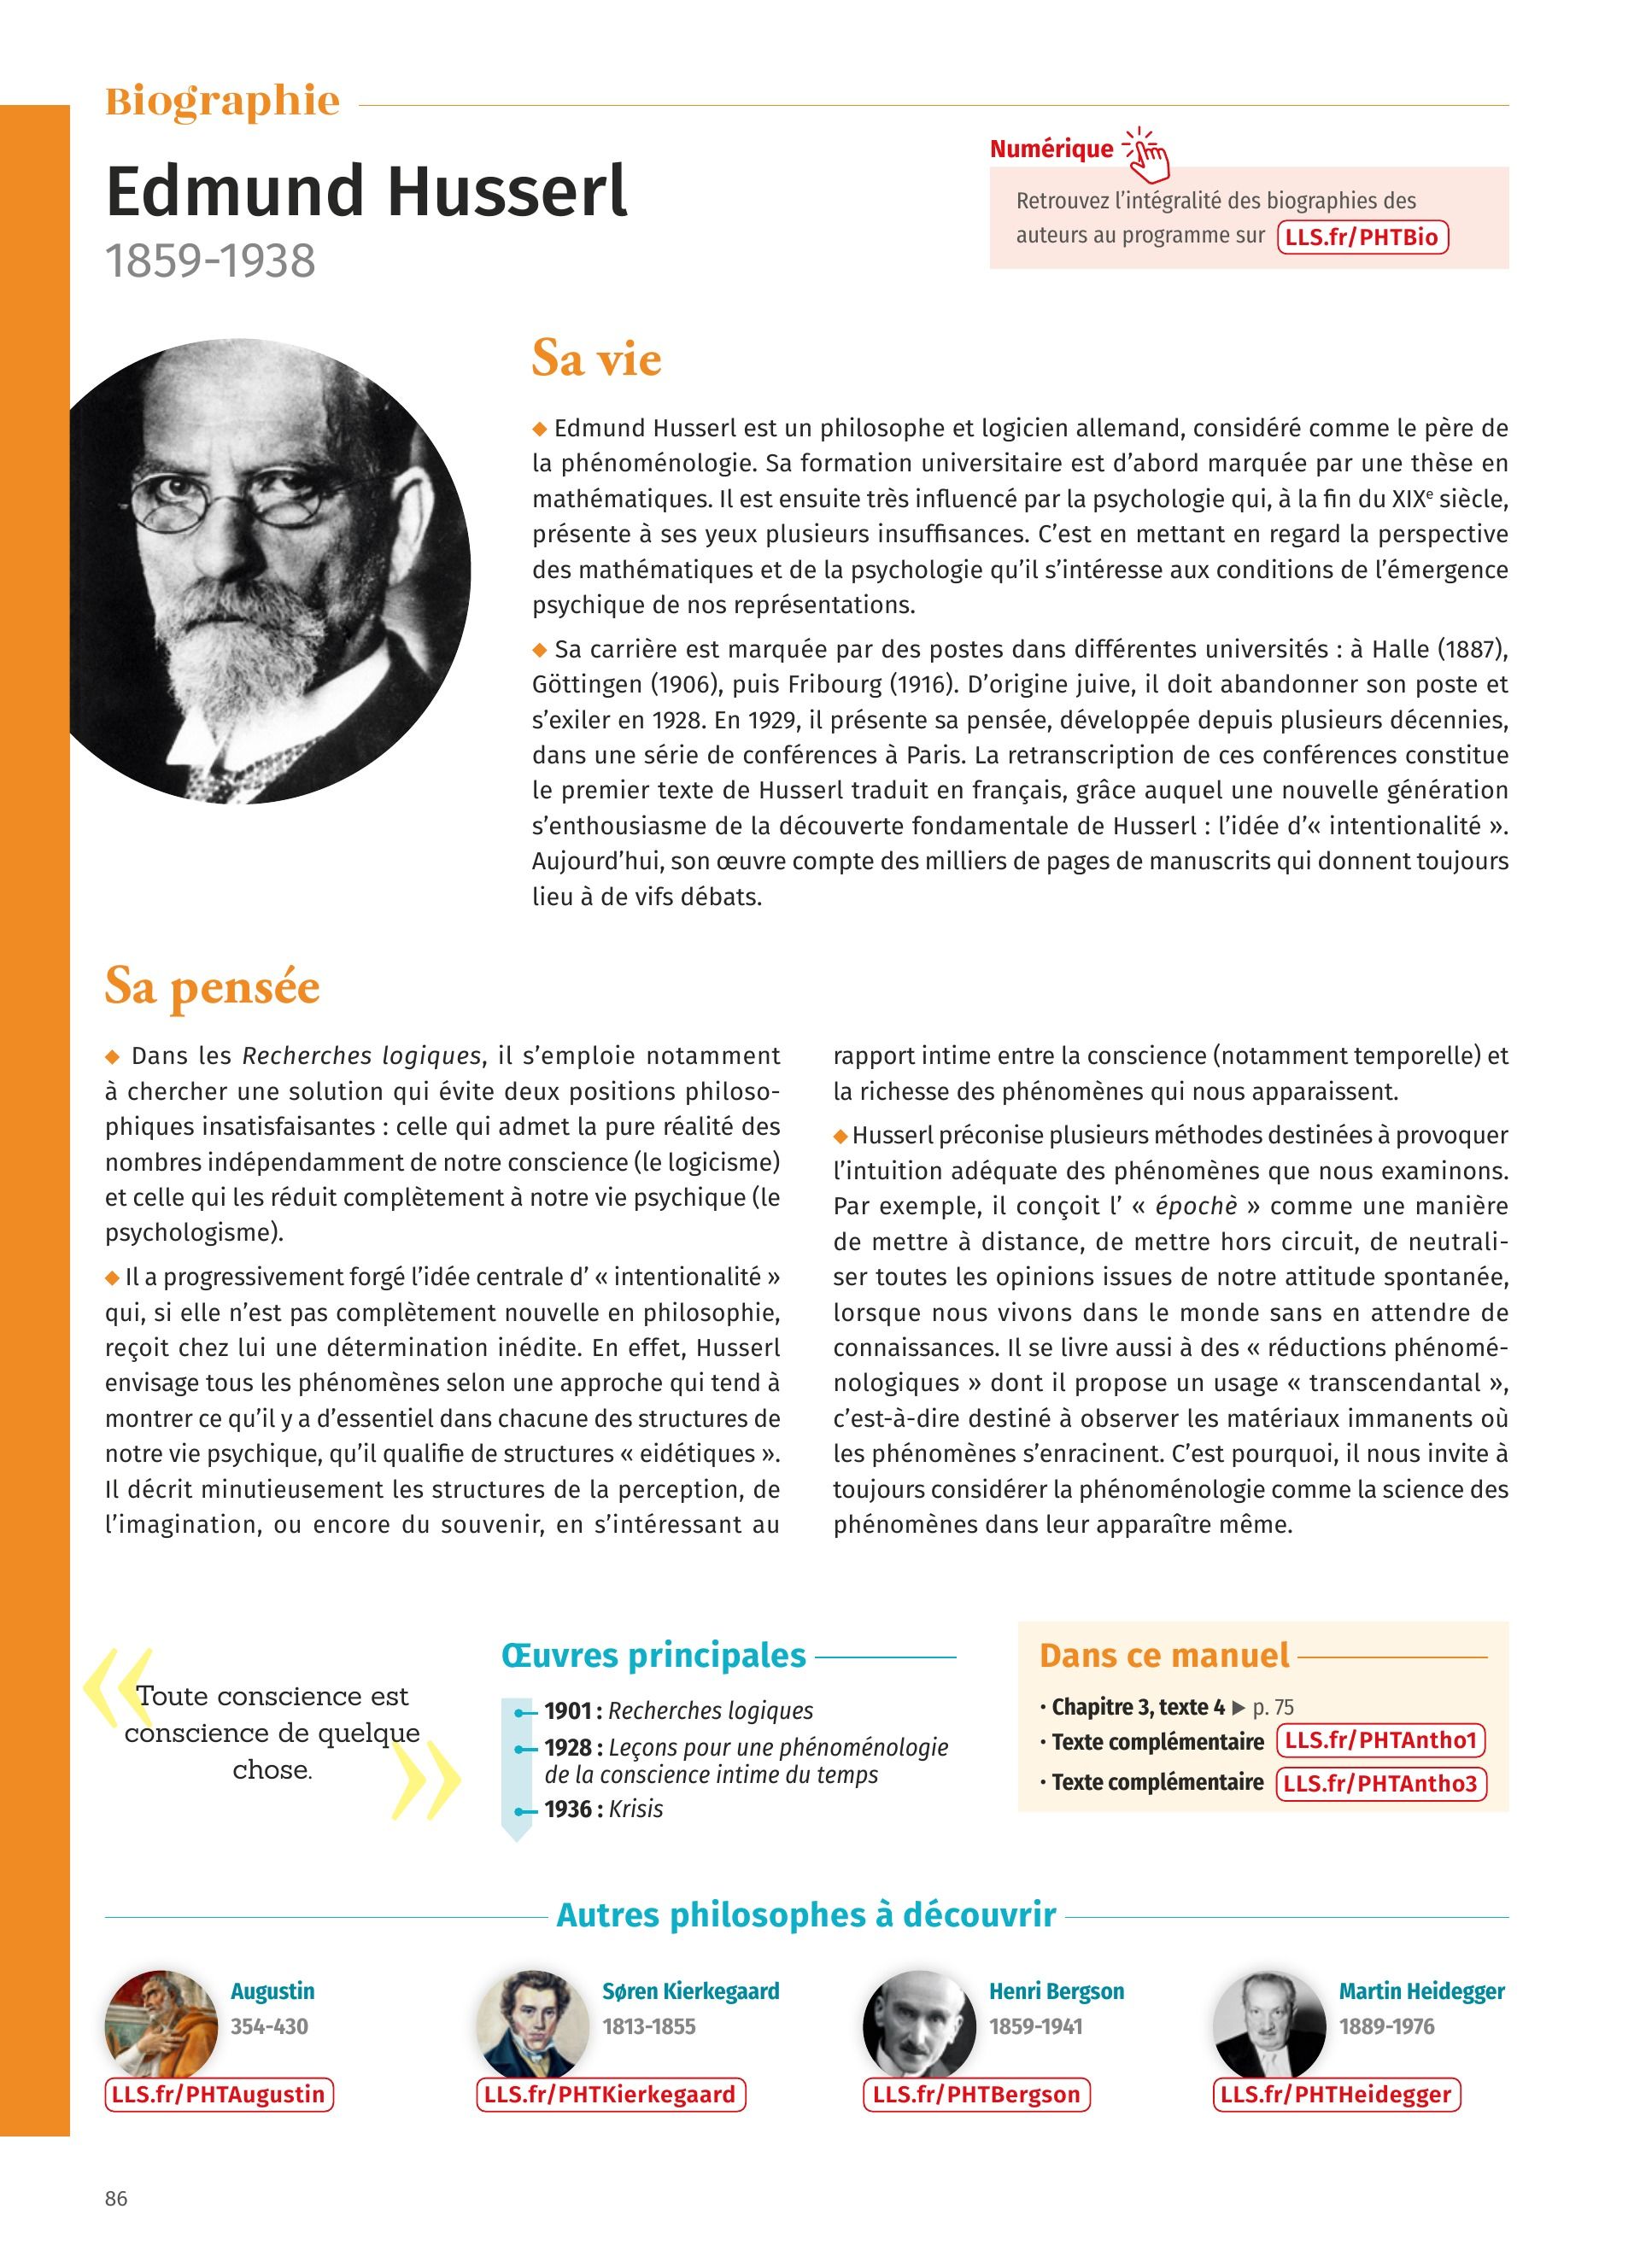 Biographie
Edmund Husserl
1859-1938
Numérique
Retrouvez l’intégralité des biographies des
auteurs au programme sur LLS.fr/PHTBio
Sa vie
◆ Edmund Husserl est un philosophe et logicien allemand, considéré comme le père de
la phénoménologie. Sa formation universitaire est d’abord marquée par une thèse en
mathématiques. Il est ensuite très influencé par la psychologie qui, à la fin du XIXᵉ siècle,
présente à ses yeux plusieurs insuffisances. C’est en mettant en regard la perspective
des mathématiques et de la psychologie qu’il s’intéresse aux conditions de l’émergence
psychique de nos représentations.
◆ Sa carrière est marquée par des postes dans différentes universités : à Halle (1887),
Göttingen (1906), puis Fribourg (1916). D’origine juive, il doit abandonner son poste et
s’exiler en 1928. En 1929, il présente sa pensée, développée depuis plusieurs décennies,
dans une série de conférences à Paris. La retranscription de ces conférences constitue
le premier texte de Husserl traduit en français, grâce auquel une nouvelle génération
s’enthousiasme de la découverte fondamentale de Husserl : l’idée d’« intentionalité ».
Aujourd’hui, son œuvre compte des milliers de pages de manuscrits qui donnent toujours
lieu à de vifs débats.
Sa pensée
◆ Dans les Recherches logiques, il s’emploie notamment
à chercher une solution qui évite deux positions philoso-
phiques insatisfaisantes : celle qui admet la pure réalité des
nombres indépendamment de notre conscience (le logicisme)
et celle qui les réduit complètement à notre vie psychique (le
psychologisme).
◆ Il a progressivement forgé l’idée centrale d’ « intentionalité »
qui, si elle n’est pas complètement nouvelle en philosophie,
reçoit chez lui une détermination inédite. En effet, Husserl
envisage tous les phénomènes selon une approche qui tend à
montrer ce qu’il y a d’essentiel dans chacune des structures de
notre vie psychique, qu’il qualifie de structures « eidétiques ».
Il décrit minutieusement les structures de la perception, de
l’imagination, ou encore du souvenir, en s’intéressant au
rapport intime entre la conscience (notamment temporelle) et
la richesse des phénomènes qui nous apparaissent.
◆ Husserl préconise plusieurs méthodes destinées à provoquer
l’intuition adéquate des phénomènes que nous examinons.
Par exemple, il conçoit l’ « épochè » comme une manière
de mettre à distance, de mettre hors circuit, de neutrali-
ser toutes les opinions issues de notre attitude spontanée,
lorsque nous vivons dans le monde sans en attendre de
connaissances. Il se livre aussi à des « réductions phénomé-
nologiques » dont il propose un usage « transcendantal »,
c’est-à-dire destiné à observer les matériaux immanents où
les phénomènes s’enracinent. C’est pourquoi, il nous invite à
toujours considérer la phénoménologie comme la science des
phénomènes dans leur apparaître même.
« Toute conscience est
conscience de quelque
chose. »
Œuvres principales
1901 : Recherches logiques
1928 : Leçons pour une phénoménologie
de la conscience intime du temps
1936 : Krisis
Dans ce manuel
• Chapitre 3, texte 4 ▶ p. 75
• Texte complémentaire LLS.fr/PHTAntho1
• Texte complémentaire LLS.fr/PHTAntho3
Autres philosophes à découvrir
Augustin
354-430
LLS.fr/PHTAugustin
Søren Kierkegaard
1813-1855
LLS.fr/PHTKierkegaard
Henri Bergson
1859-1941
LLS.fr/PHTBergson
Martin Heidegger
1889-1976
LLS.fr/PHTHeidegger
86